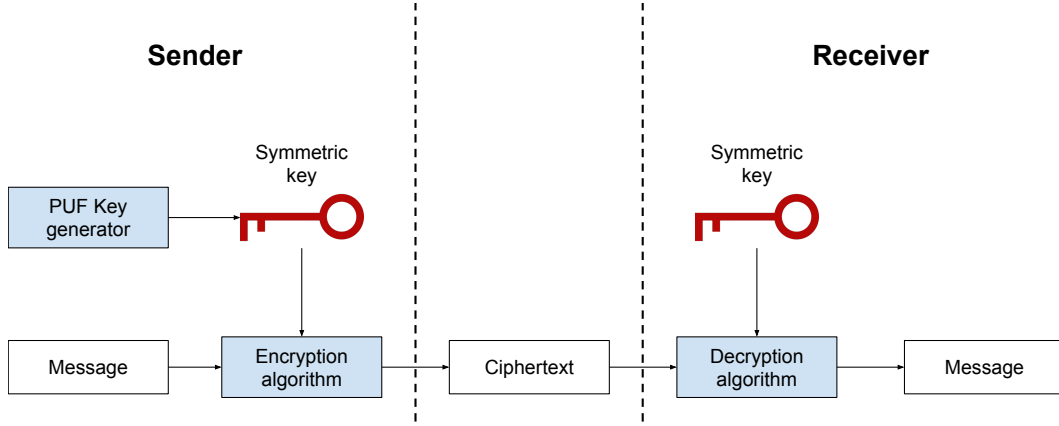 Sender
Receiver
Symmetric
key
Symmetric
key
PUF Key
generator
Message
Encryption
algorithm
Ciphertext
Decryption
algorithm
Message